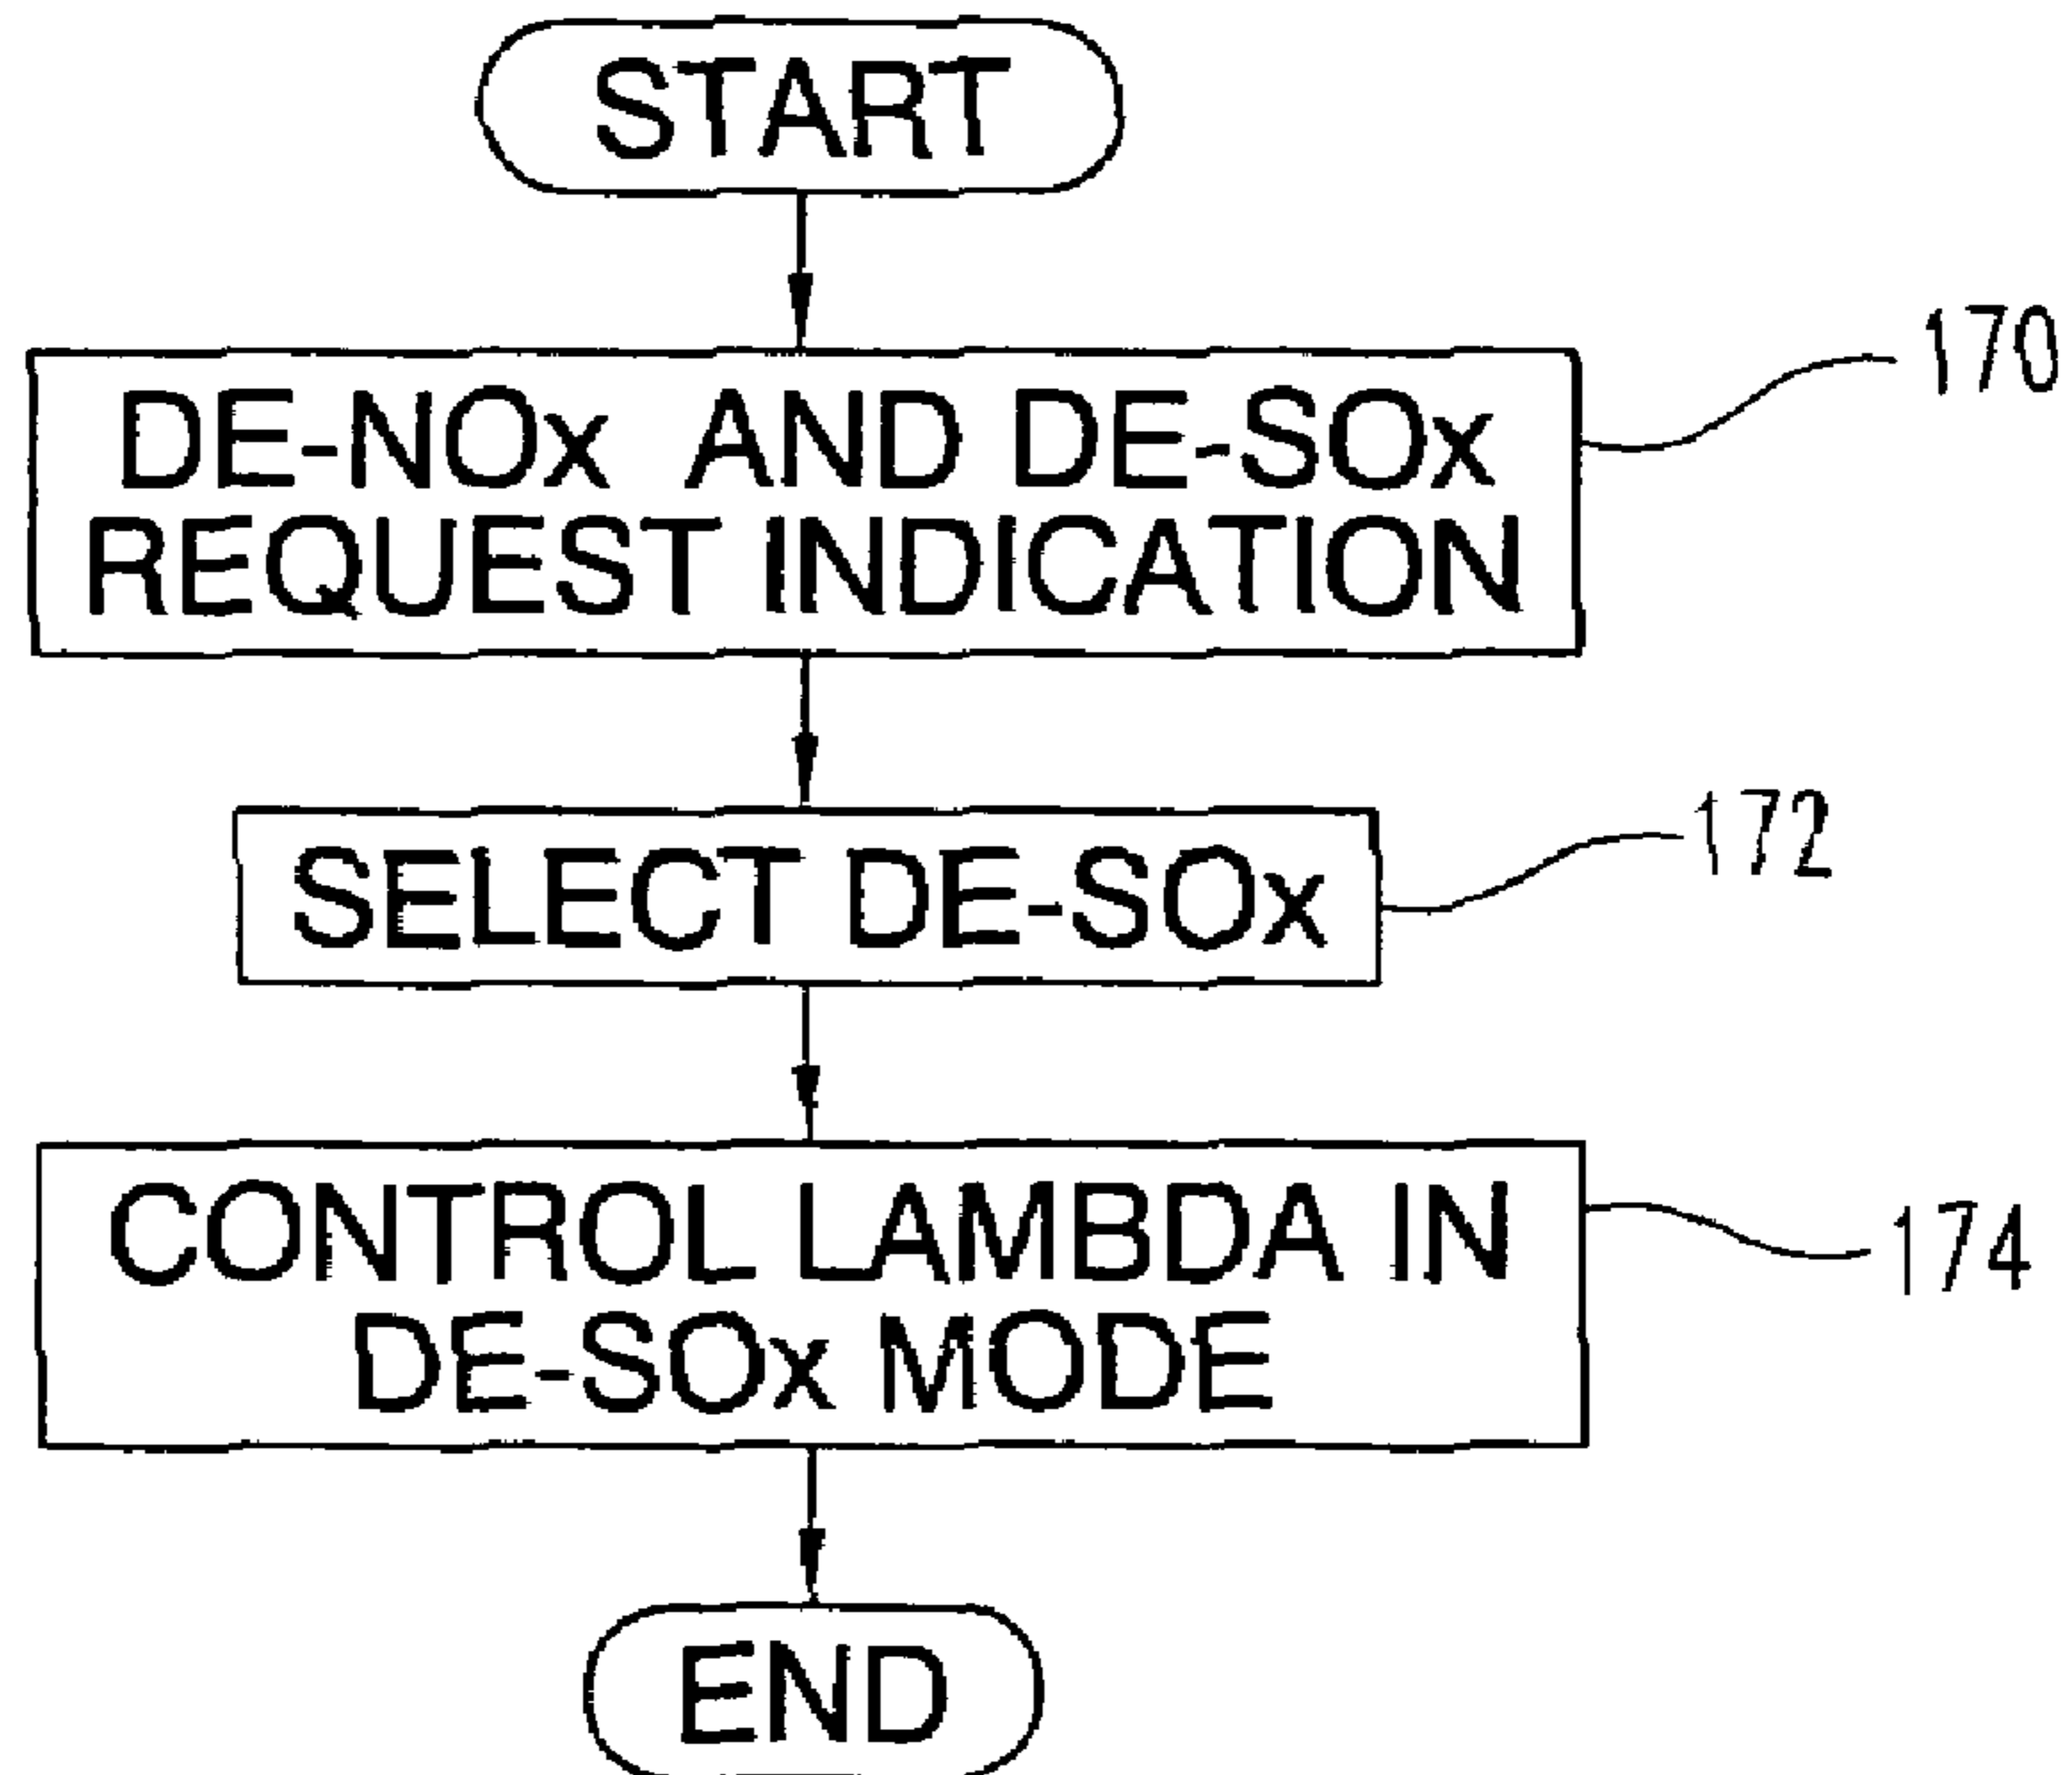 START
170
DE-NOx AND DE-SOx
REQUEST INDICATION
172
SELECT DE-SOx
CONTROL LAMBDA IN
174
DE-SOx MODE
END